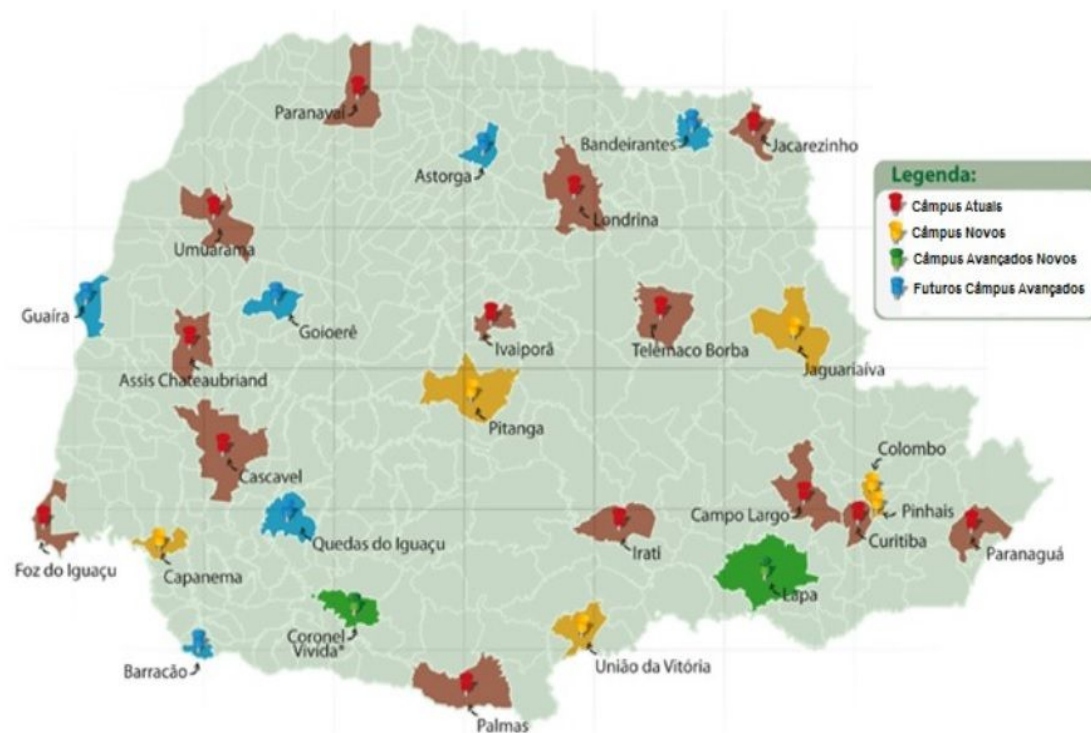 Paranavaí
Astorga
Bandeirantes
Jacarezinho
Londrina
Umuarama
Legenda:
Câmpus Atuais
Câmpus Novos
Câmpus Avançados Novos
Futuros Câmpus Avançados
Guaíra
Goioerê
Ivaiporã
Telêmaco Borba
Jaguariaíva
Assis Chateaubriand
Pitanga
Cascavel
Colombo
Campo Largo
Pinhais
Curitiba
Paranaguá
Foz do Iguaçu
Capanema
Quedas do Iguaçu
Irati
Lapa
Coronel
Vivida*
Barracão
União da Vitória
Palmas